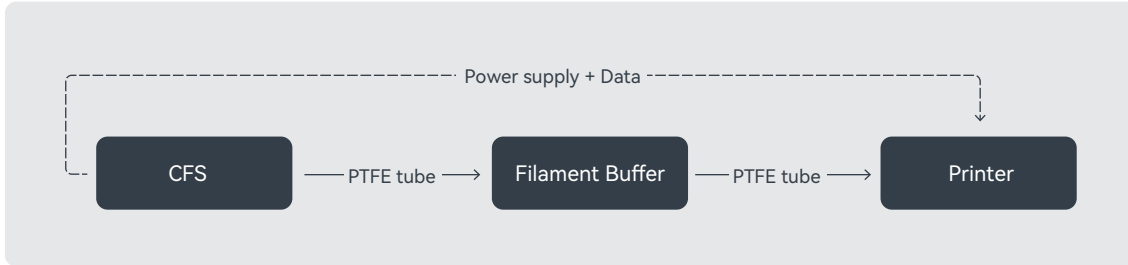 Power supply + Data
CFS
PTFE tube
Filament Buffer
PTFE tube
Printer